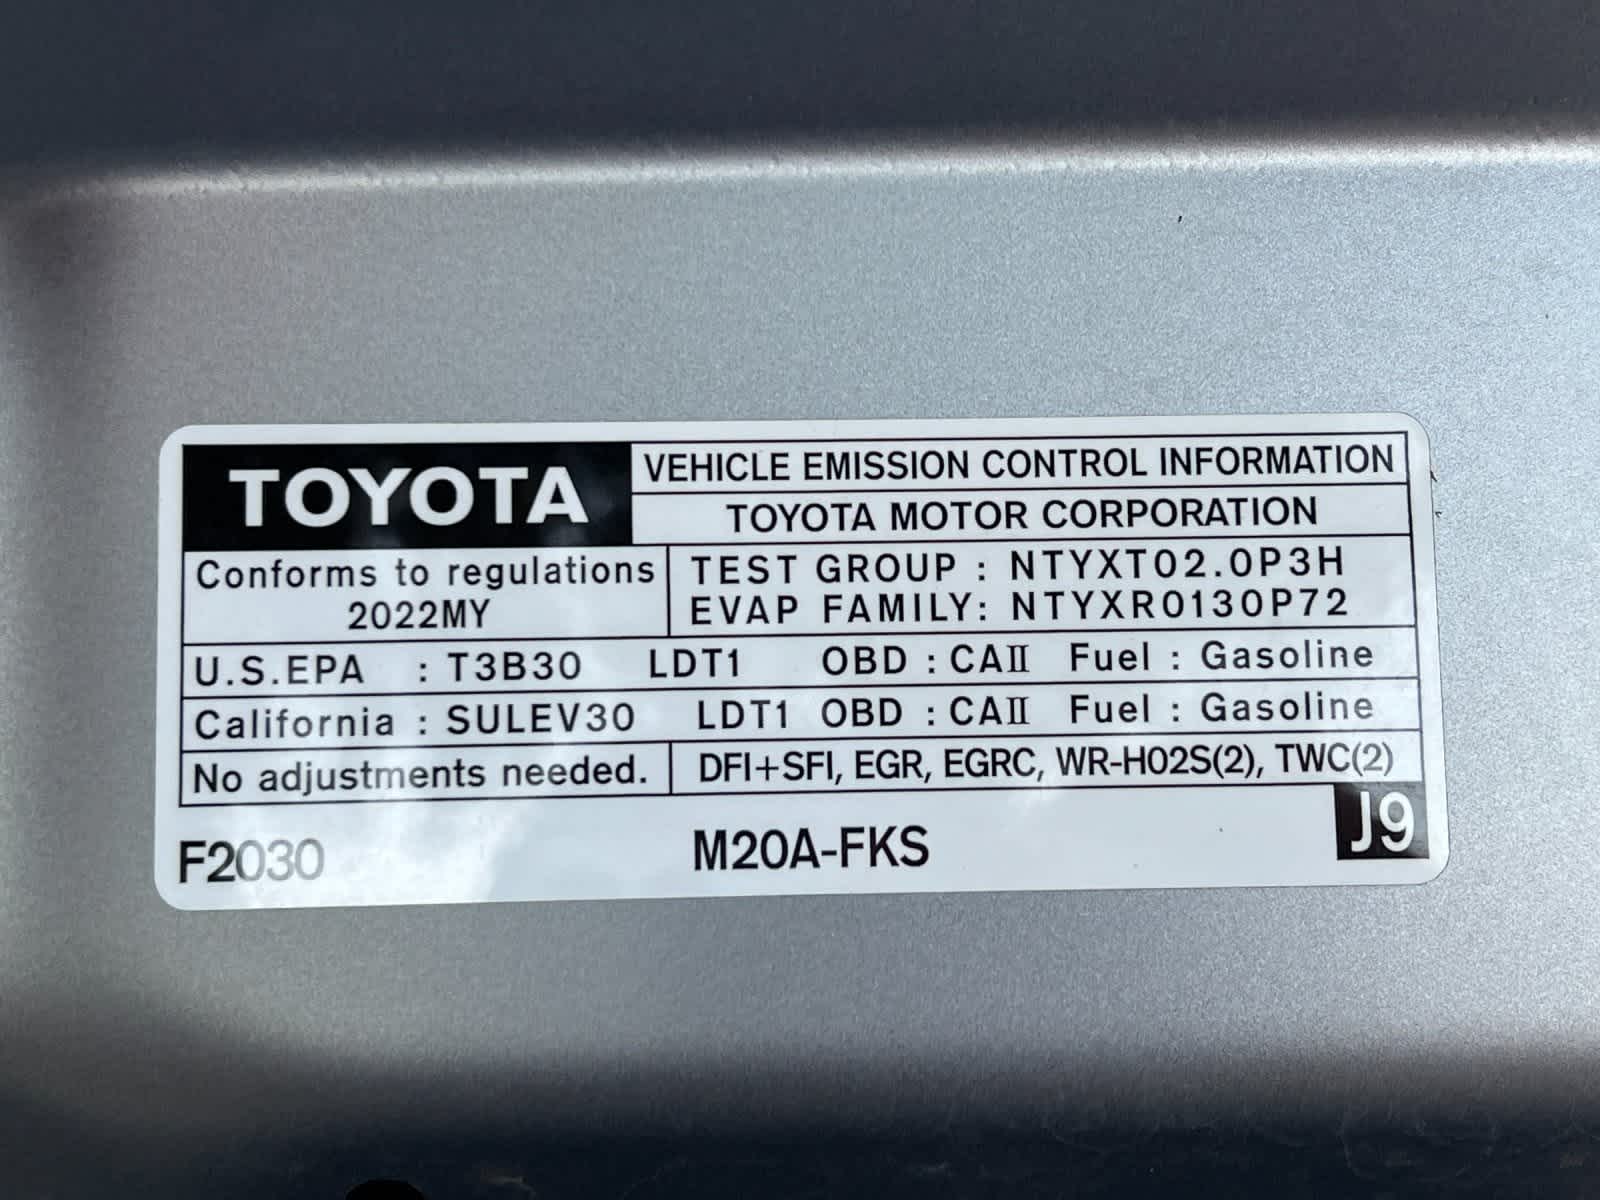 TOYOTA
VEHICLE EMISSION CONTROL INFORMATION
TOYOTA MOTOR CORPORATION
Conforms to regulations
2022MY
TEST GROUP : NTYXT02.0P3H
EVAP FAMILY: NTYXR0130P72
U.S.EPA : T3B30 LDT1 OBD : CAII Fuel : Gasoline
California : SULEV30 LDT1 OBD : CAII Fuel : Gasoline
No adjustments needed.
DFI+SFI, EGR, EGRC, WR-HO2S(2), TWC(2)
F2030
M20A-FKS
J9